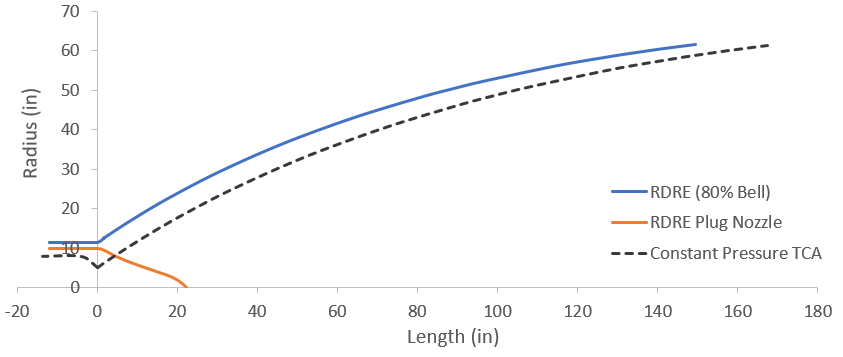 70
60
50
40
30
20
10
0
Radius (in)
-20 0 20 40 60 80 100 120 140 160 180
Length (in)
RDRE (80% Bell)
RDRE Plug Nozzle
Constant Pressure TCA